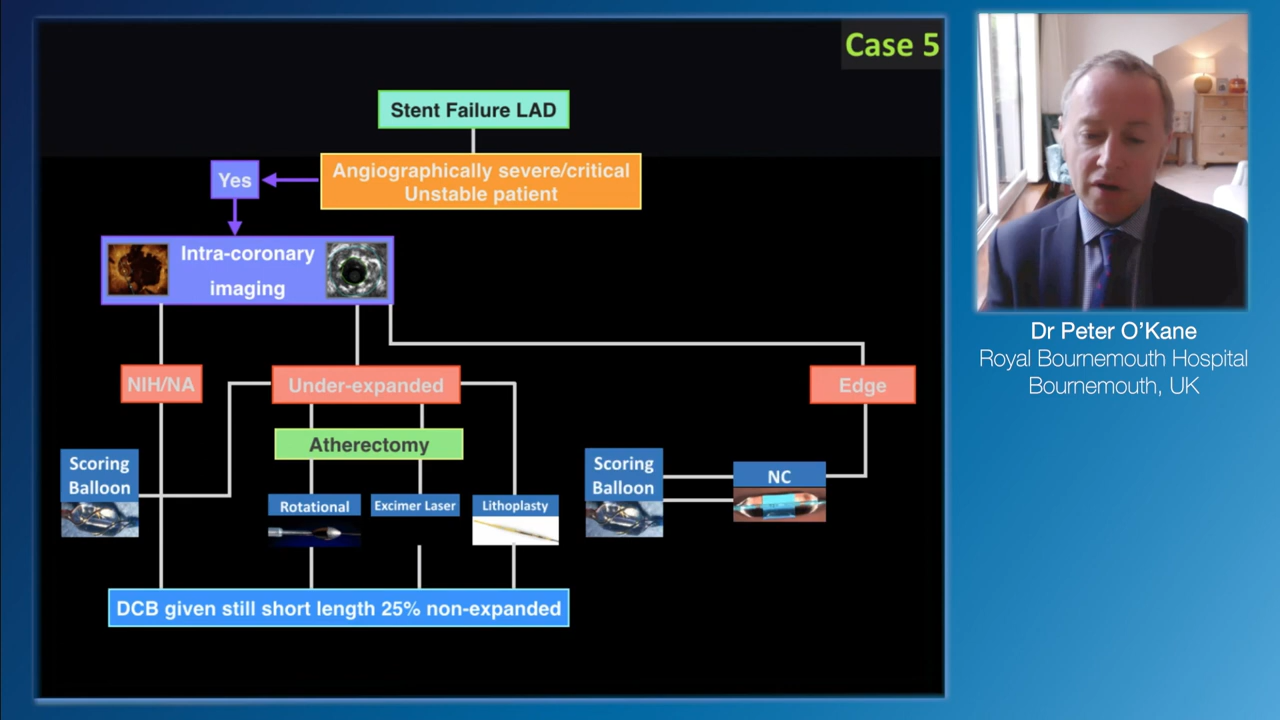 Case 5
Stent Failure LAD
Angiographically severe/critical
Unstable patient
Yes
Intra-coronary
imaging
NIH/NA
Under-expanded
Edge
Atherectomy
Scoring
Balloon
Rotational
Excimer Laser
Lithoplasty
Scoring
Balloon
NC
DCB given still short length 25% non-expanded
Dr Peter O’Kane
Royal Bournemouth Hospital
Bournemouth, UK